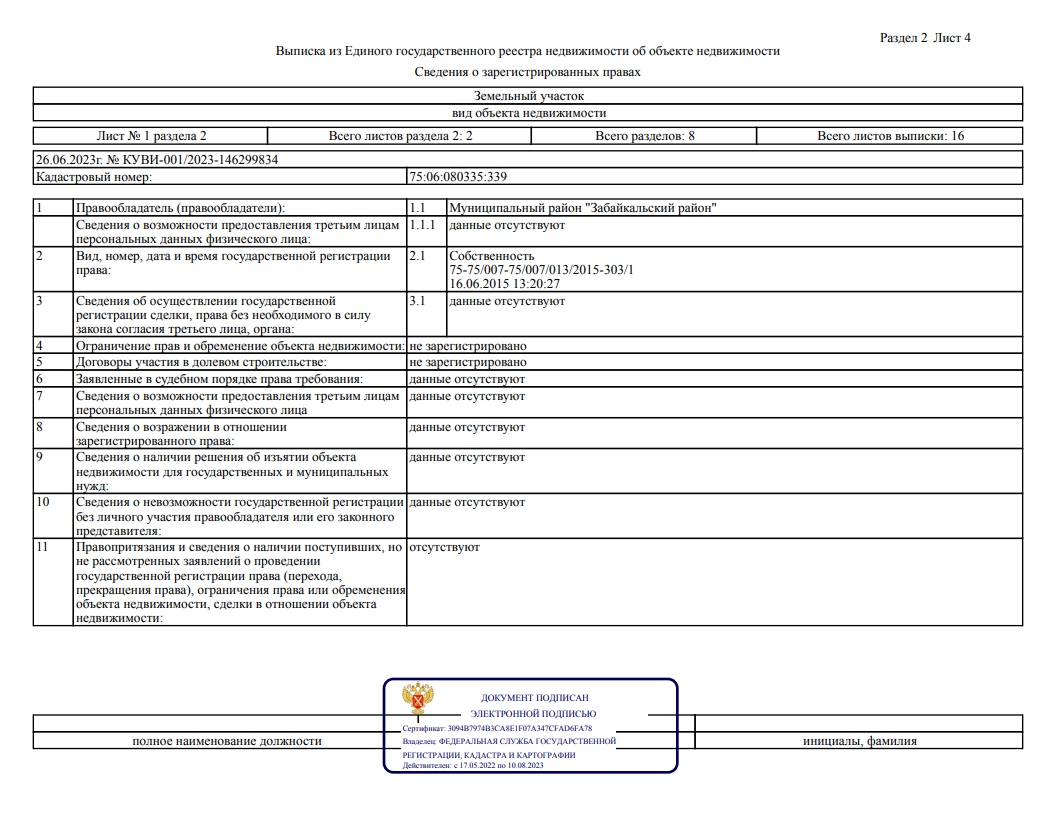 Раздел 2 Лист 4
Выписка из Единого государственного реестра недвижимости об объекте недвижимости
Сведения о зарегистрированных правах
Земельный участок
вид объекта недвижимости
Лист № 1 раздела 2 Всего листов раздела 2: 2 Всего разделов: 8 Всего листов выписки: 16
26.06.2023г. № КУВИ-001/2023-146299834
Кадастровый номер: 75:06:080335:339
1 Правообладатель (правообладатели): 1.1 Муниципальный район "Забайкальский район"
Сведения о возможности предоставления третьим лицам 1.1.1 данные отсутствуют
персональных данных физического лица:
2 Вид, номер, дата и время государственной регистрации 2.1 Собственность
права: 75-75/007-75/007/013/2015-303/1
16.06.2015 13:20:27
3 Сведения об осуществлении государственной 3.1 данные отсутствуют
регистрации сделки, права без необходимого в силу
закона согласия третьего лица, органа:
4 Ограничение прав и обременение объекта недвижимости: не зарегистрировано
5 Договоры участия в долевом строительстве: не зарегистрировано
6 Заявленные в судебном порядке права требования: данные отсутствуют
7 Сведения о возможности предоставления третьим лицам данные отсутствуют
персональных данных физического лица
8 Сведения о возражении в отношении данные отсутствуют
зарегистрированного права:
9 Сведения о наличии решения об изъятии объекта данные отсутствуют
недвижимости для государственных и муниципальных
нужд:
10 Сведения о невозможности государственной регистрации данные отсутствуют
без личного участия правообладателя или его законного
представителя:
11 Правопритязания и сведения о наличии поступивших, но отсутствуют
не рассмотренных заявлений о проведении
государственной регистрации права (перехода,
прекращения права), ограничения права или обременения
объекта недвижимости, сделки в отношении объекта
недвижимости:
ДОКУМЕНТ ПОДПИСАН
ЭЛЕКТРОННОЙ ПОДПИСЬЮ
Сертификат: 3094B7974B3CA8E1F07A347CFAD6FA78
полное наименование должности Владелец: ФЕДЕРАЛЬНАЯ СЛУЖБА ГОСУДАРСТВЕННОЙ инициалы, фамилия
РЕГИСТРАЦИИ, КАДАСТРА И КАРТОГРАФИИ
Действителен: с 17.05.2022 по 10.08.2023